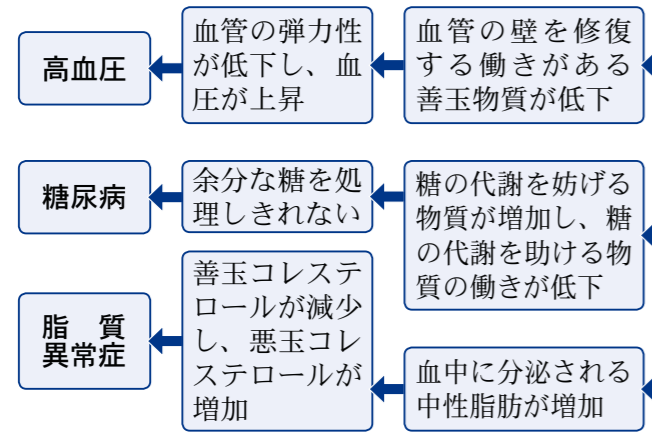 高血圧
血管の弾力性
が低下し、血
圧が上昇
血管の壁を修復
する働きがある
善玉物質が低下
糖尿病
余分な糖を処
理しきれない
糖の代謝を妨げる
物質が増加し、糖
の代謝を助ける物
質の働きが低下
脂　質
異常症
善玉コレステ
ロールが減少
し、悪玉コレ
ステロールが
増加
血中に分泌される
中性脂肪が増加